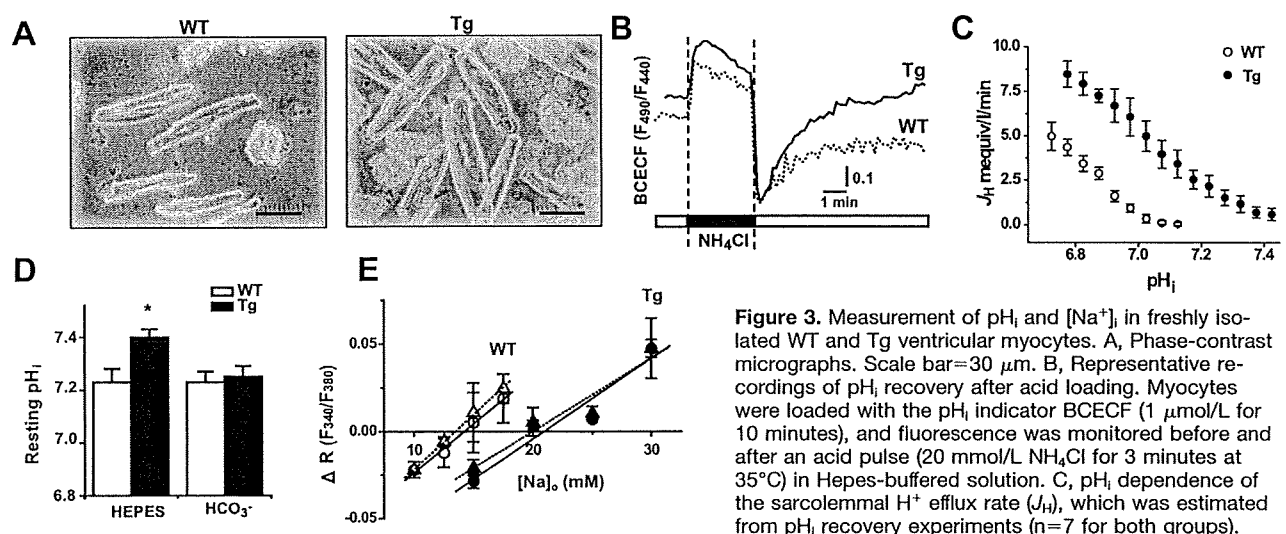 A
WT
Tg
B
BCECF (F490/F440)
Tg
WT
0.1
1 min
NH4Cl
C
JH mequiv/l/min
10.0
7.5
5.0
2.5
0.0
WT
Tg
6.8 7.0 7.2 7.4
pHi
D
WT
Tg
*
Resting pHi
7.4
7.2
7.0
6.8
HEPES HCO3-
E
Δ R (F340/F380)
0.05
0.00
-0.05
WT
Tg
10 20 30
[Na]o (mM)
Figure 3. Measurement of pHi and [Na+]i in freshly iso-
lated WT and Tg ventricular myocytes. A, Phase-contrast
micrographs. Scale bar=30 μm. B, Representative re-
cordings of pHi recovery after acid loading. Myocytes
were loaded with the pHi indicator BCECF (1 μmol/L for
10 minutes), and fluorescence was monitored before and
after an acid pulse (20 mmol/L NH4Cl for 3 minutes at
35°C) in Hepes-buffered solution. C, pHi dependence of
the sarcolemmal H+ efflux rate (JH), which was estimated
from pHi recovery experiments (n=7 for both groups).